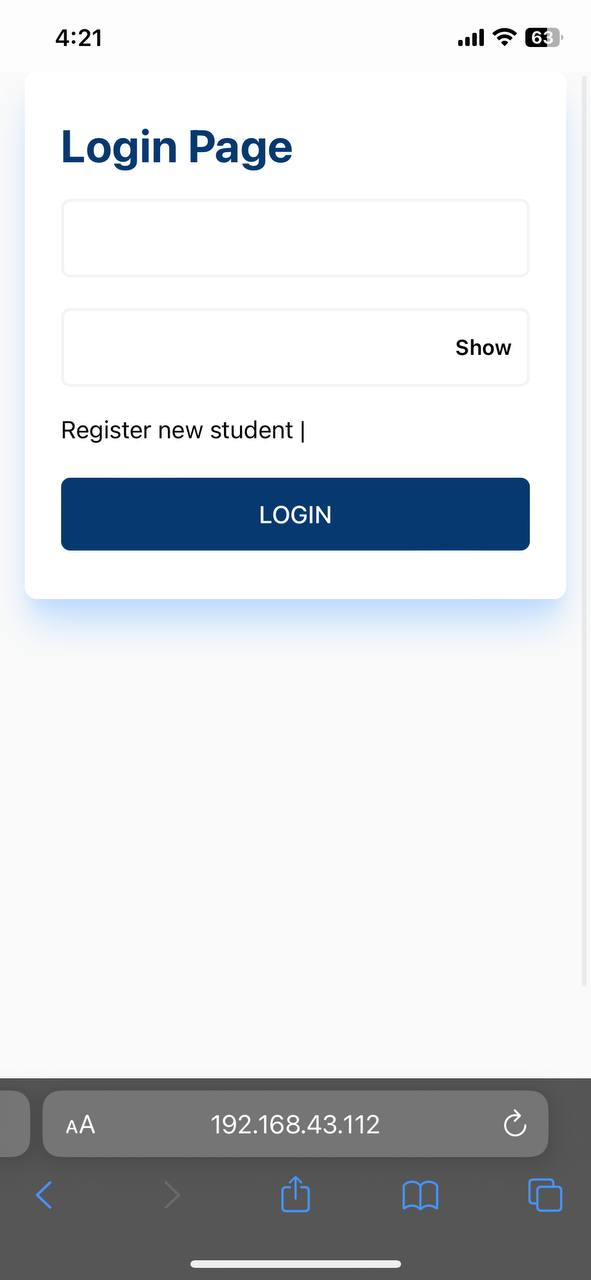 4:21
63
Login Page
Show
Register new student |
LOGIN
AA
192.168.43.112